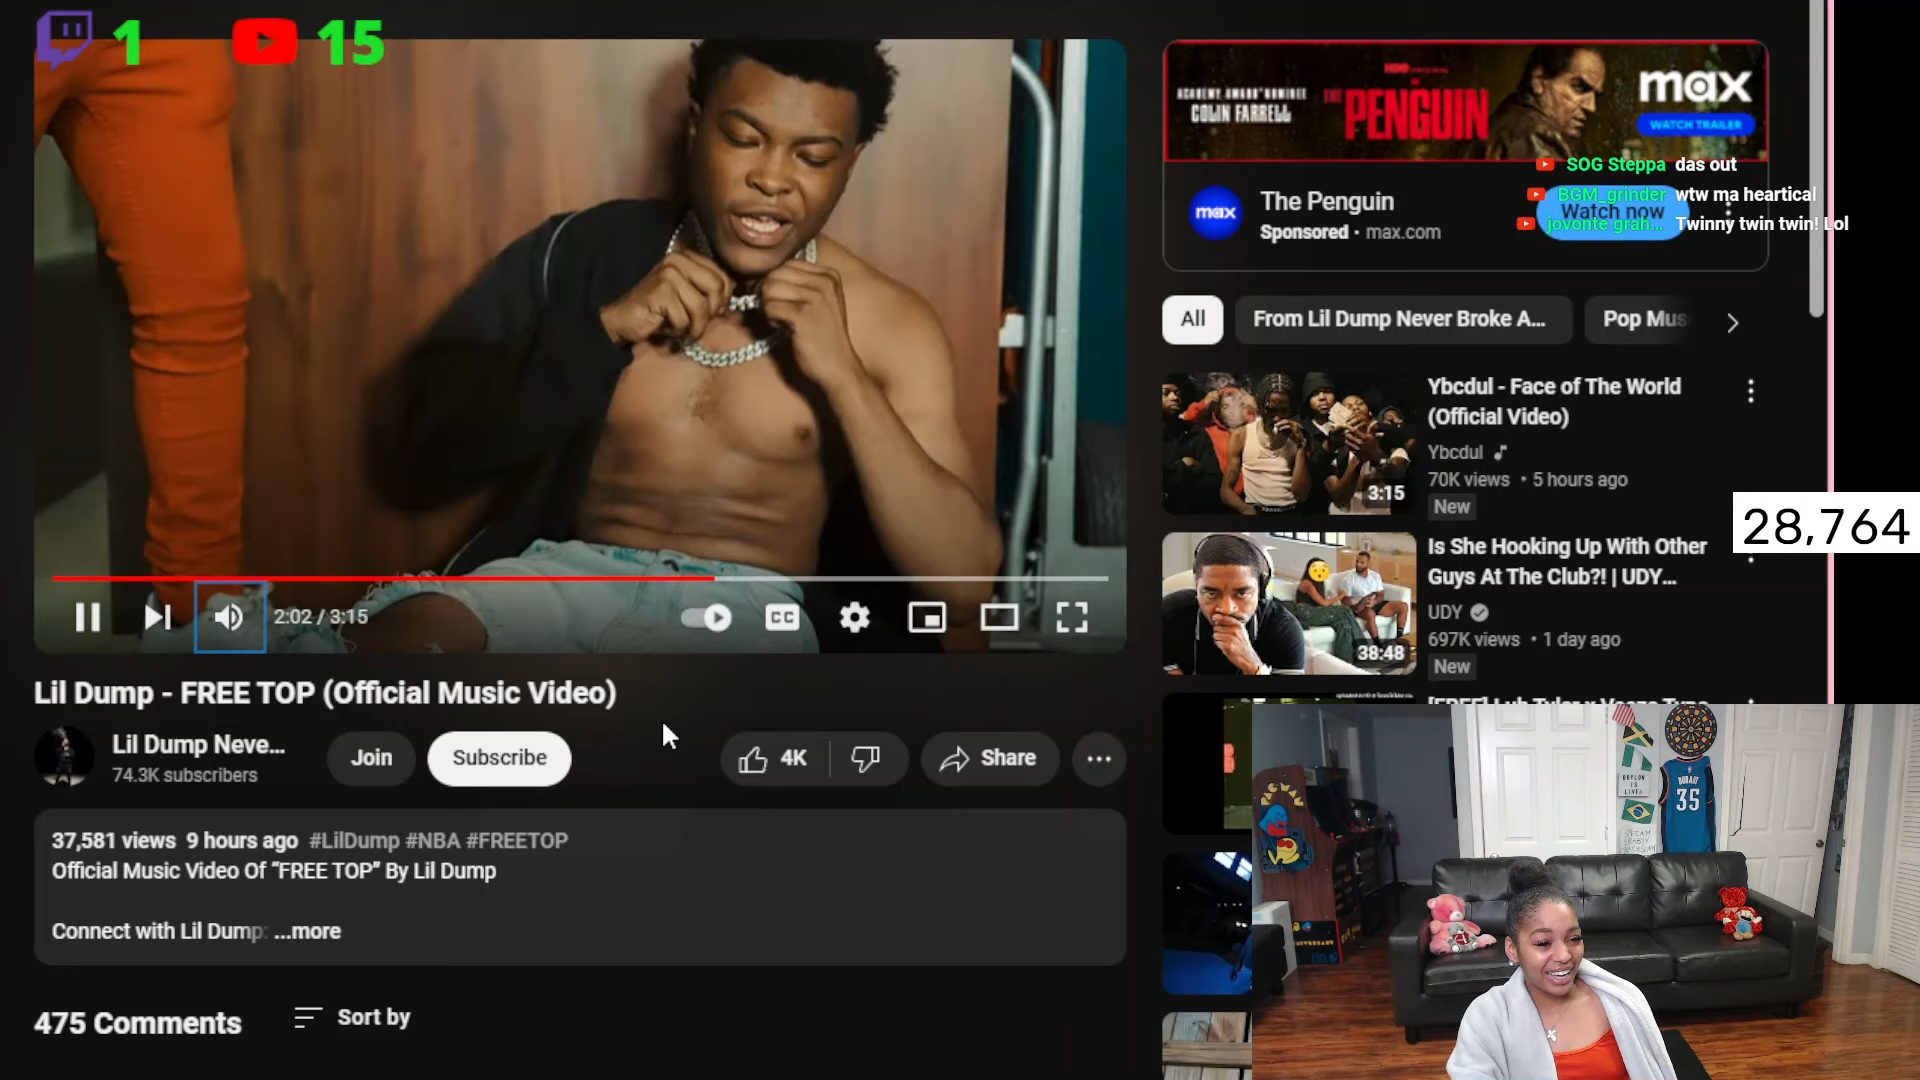 1
15
2:02 / 3:15
CC
Lil Dump - FREE TOP (Official Music Video)
Lil Dump Neve...
74.3K subscribers
Join
Subscribe
4K
Share
37,581 views 9 hours ago #LilDump #NBA #FREETOP
Official Music Video Of “FREE TOP” By Lil Dump
Connect with Lil Dump: ...more
475 Comments
Sort by
ACADEMY AWARD® NOMINEE
COLIN FARRELL
HBO
THE PENGUIN
max
WATCH TRAILER
SOG Steppa das out
BGM_grinder wtw ma heartical
jovonte grah... Twinny twin twin! Lol
max
The Penguin
Sponsored • max.com
Watch now
All
From Lil Dump Never Broke A...
Pop Mus
3:15
Ybcdul - Face of The World
(Official Video)
Ybcdul
70K views • 5 hours ago
New
28,764
38:48
Is She Hooking Up With Other
Guys At The Club?! | UDY...
UDY
697K views • 1 day ago
New
PAC-MAN
DURANT
35